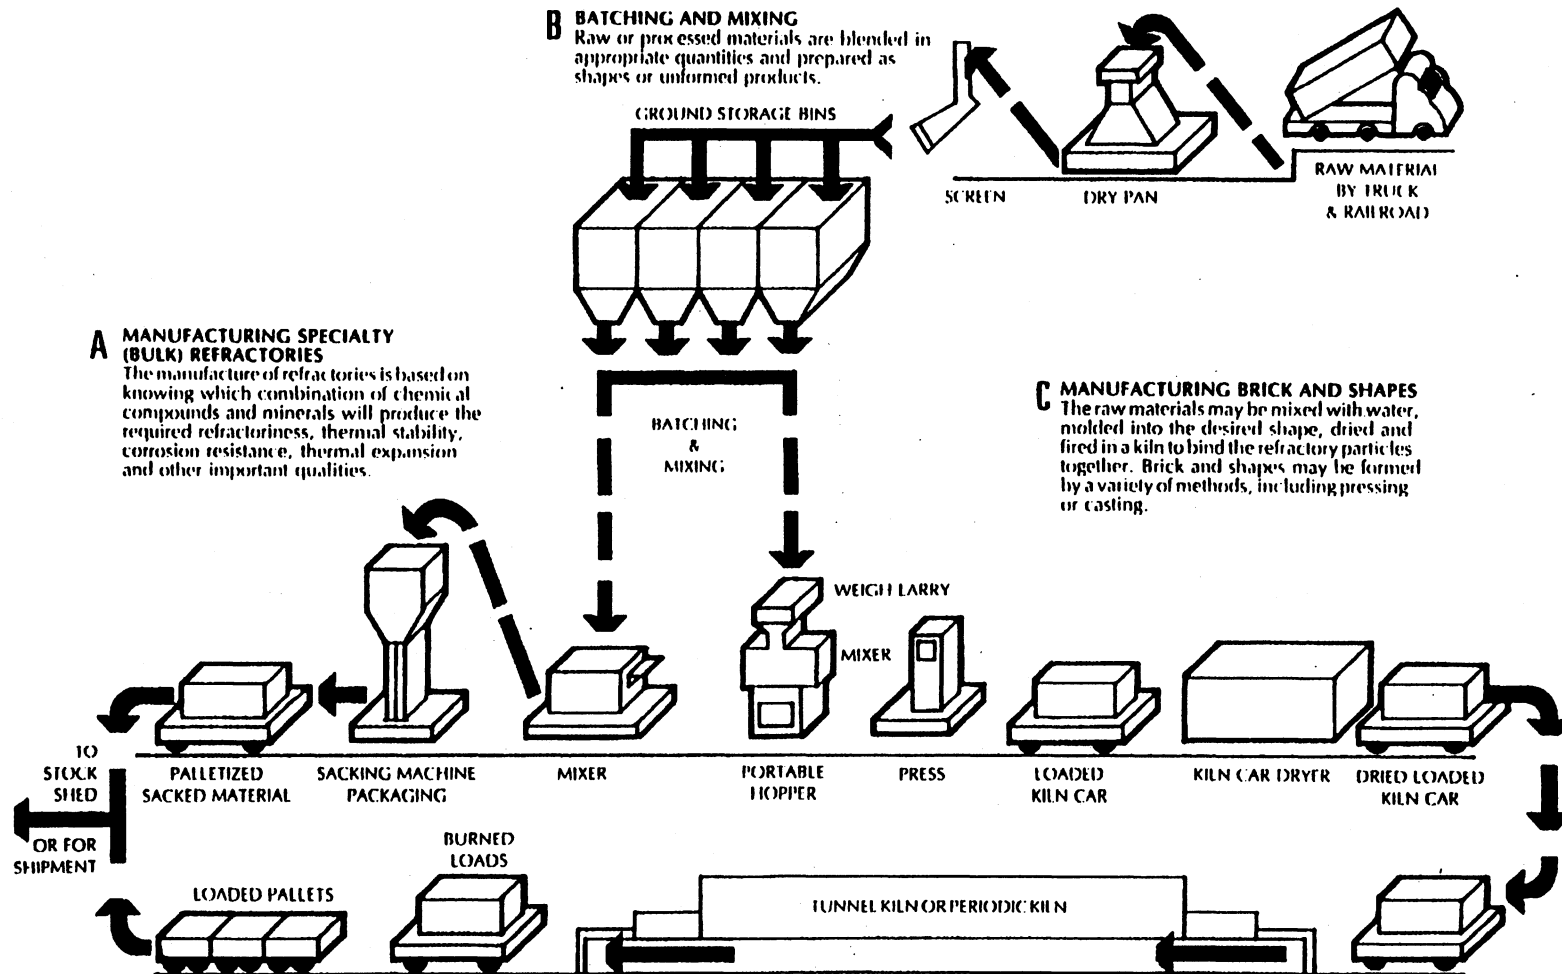 B BATCHING AND MIXING
Raw or processed materials are blended in
appropriate quantities and prepared as
shapes or unformed products.
GROUND STORAGE BINS
SCREEN
DRY PAN
RAW MATERIAL
BY TRUCK
& RAILROAD
A MANUFACTURING SPECIALTY
(BULK) REFRACTORIES
The manufacture of refractories is based on
knowing which combination of chemical
compounds and minerals will produce the
required refractoriness, thermal stability,
corrosion resistance, thermal expansion
and other important qualities.
BATCHING
&
MIXING
C MANUFACTURING BRICK AND SHAPES
The raw materials may be mixed with water,
molded into the desired shape, dried and
fired in a kiln to bind the refractory particles
together. Brick and shapes may be formed
by a variety of methods, including pressing
or casting.
WEIGH LARRY
MIXER
TO
STOCK
SHED
OR FOR
SHIPMENT
PALLETIZED
SACKED MATERIAL
SACKING MACHINE
PACKAGING
MIXER
PORTABLE
HOPPER
PRESS
LOADED
KILN CAR
KILN CAR DRYER
DRIED LOADED
KILN CAR
LOADED PALLETS
BURNED
LOADS
TUNNEL KILN OR PERIODIC KILN